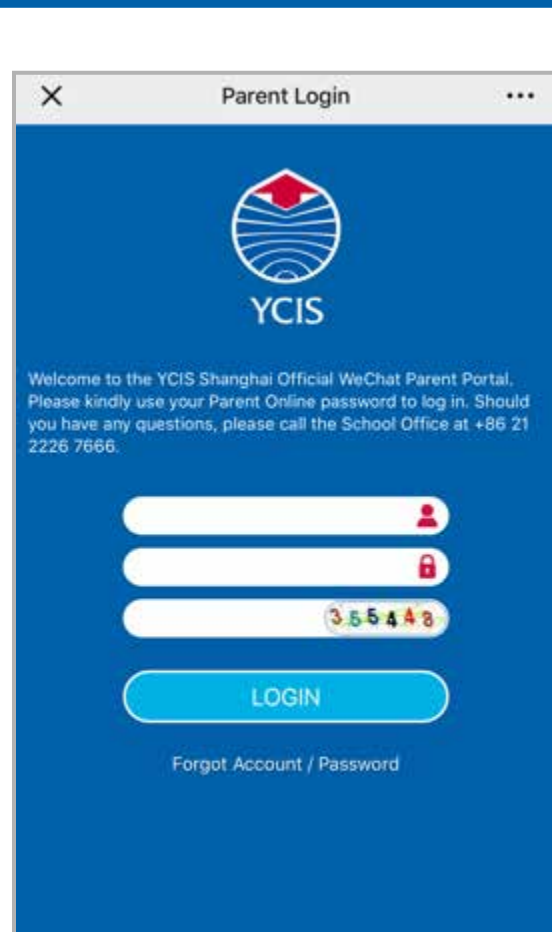 Parent Login
YCIS
Welcome to the YCIS Shanghai Official WeChat Parent Portal.
Please kindly use your Parent Online password to log in. Should
you have any questions, please call the School Office at +86 21
2226 7666.
355448
LOGIN
Forgot Account / Password